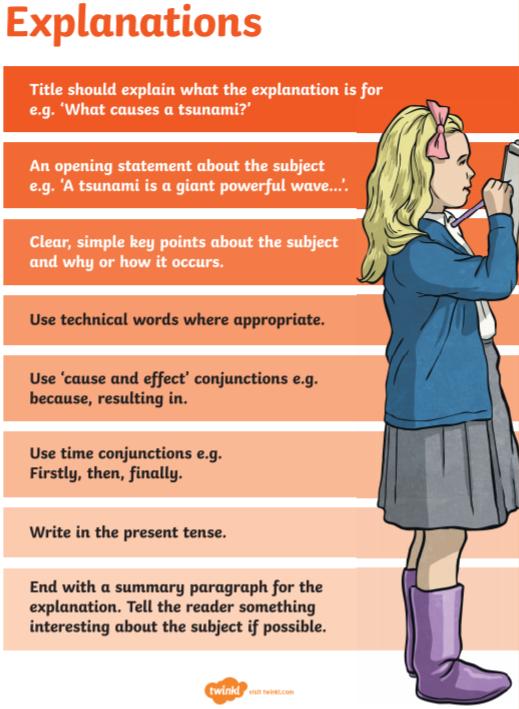 Explanations
Title should explain what the explanation is for
e.g. ‘What causes a tsunami?’
An opening statement about the subject
e.g. ‘A tsunami is a giant powerful wave...’.
Clear, simple key points about the subject
and why or how it occurs.
Use technical words where appropriate.
Use ‘cause and effect’ conjunctions e.g.
because, resulting in.
Use time conjunctions e.g.
Firstly, then, finally.
Write in the present tense.
End with a summary paragraph for the
explanation. Tell the reader something
interesting about the subject if possible.
twinkl visit twinkl.com